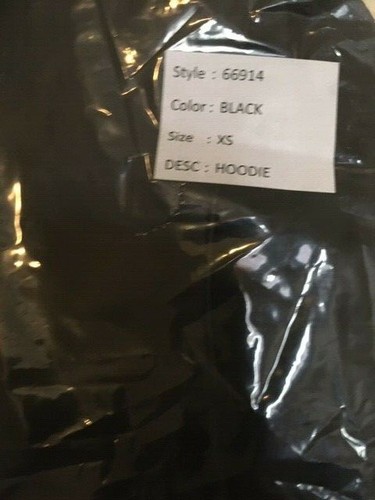 Style : 66914
Color : BLACK
Size : XS
DESC : HOODIE